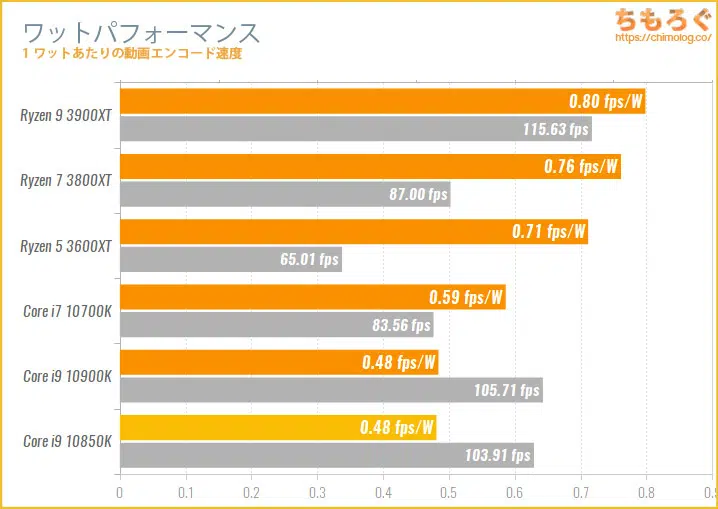 ワットパフォーマンス
1 ワットあたりの動画エンコード速度
ちもろぐ
https://chimolog.co/
Ryzen 9 3900XT
0.80 fps/W
115.63 fps
Ryzen 7 3800XT
0.76 fps/W
87.00 fps
Ryzen 5 3600XT
0.71 fps/W
65.01 fps
Core i7 10700K
0.59 fps/W
83.56 fps
Core i9 10900K
0.48 fps/W
105.71 fps
Core i9 10850K
0.48 fps/W
103.91 fps
0 0.1 0.2 0.3 0.4 0.5 0.6 0.7 0.8 0.9